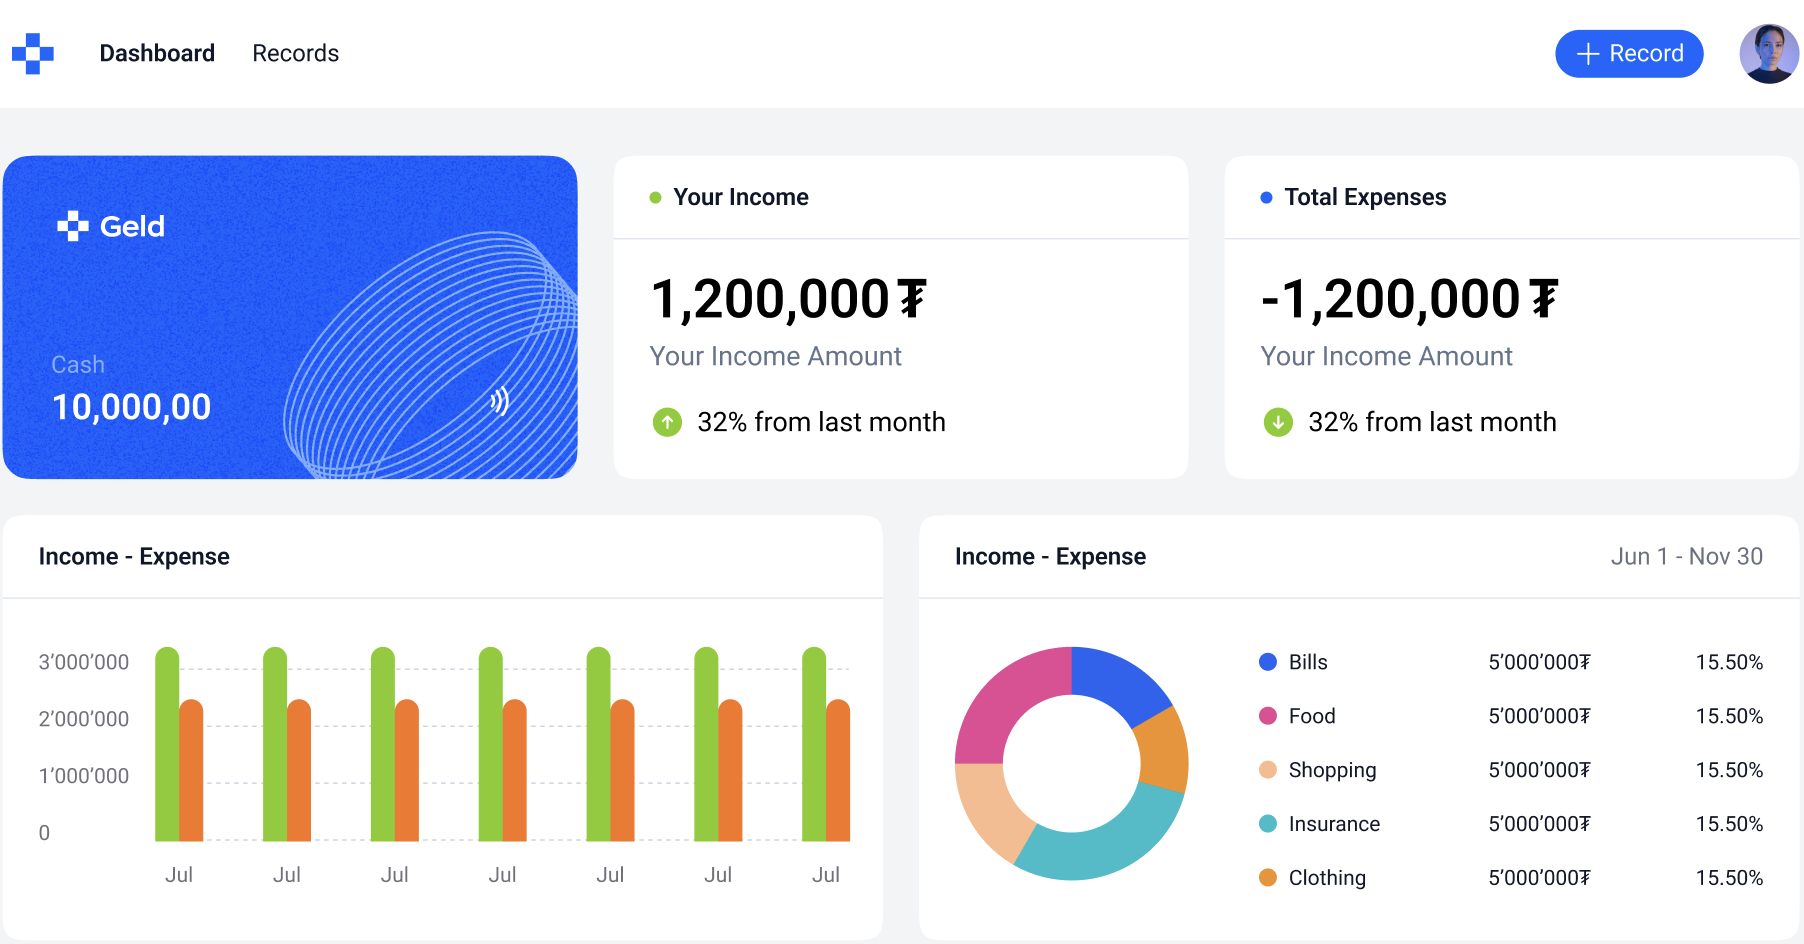 Dashboard
Records
+ Record
Geld
Cash
10,000,00
Your Income
1,200,000₮
Your Income Amount
32% from last month
Total Expenses
-1,200,000₮
Your Income Amount
32% from last month
Income - Expense
3’000’000
2’000’000
1’000’000
0
Jul Jul Jul Jul Jul Jul Jul
Income - Expense
Jun 1 - Nov 30
Bills 5’000’000₮ 15.50%
Food 5’000’000₮ 15.50%
Shopping 5’000’000₮ 15.50%
Insurance 5’000’000₮ 15.50%
Clothing 5’000’000₮ 15.50%